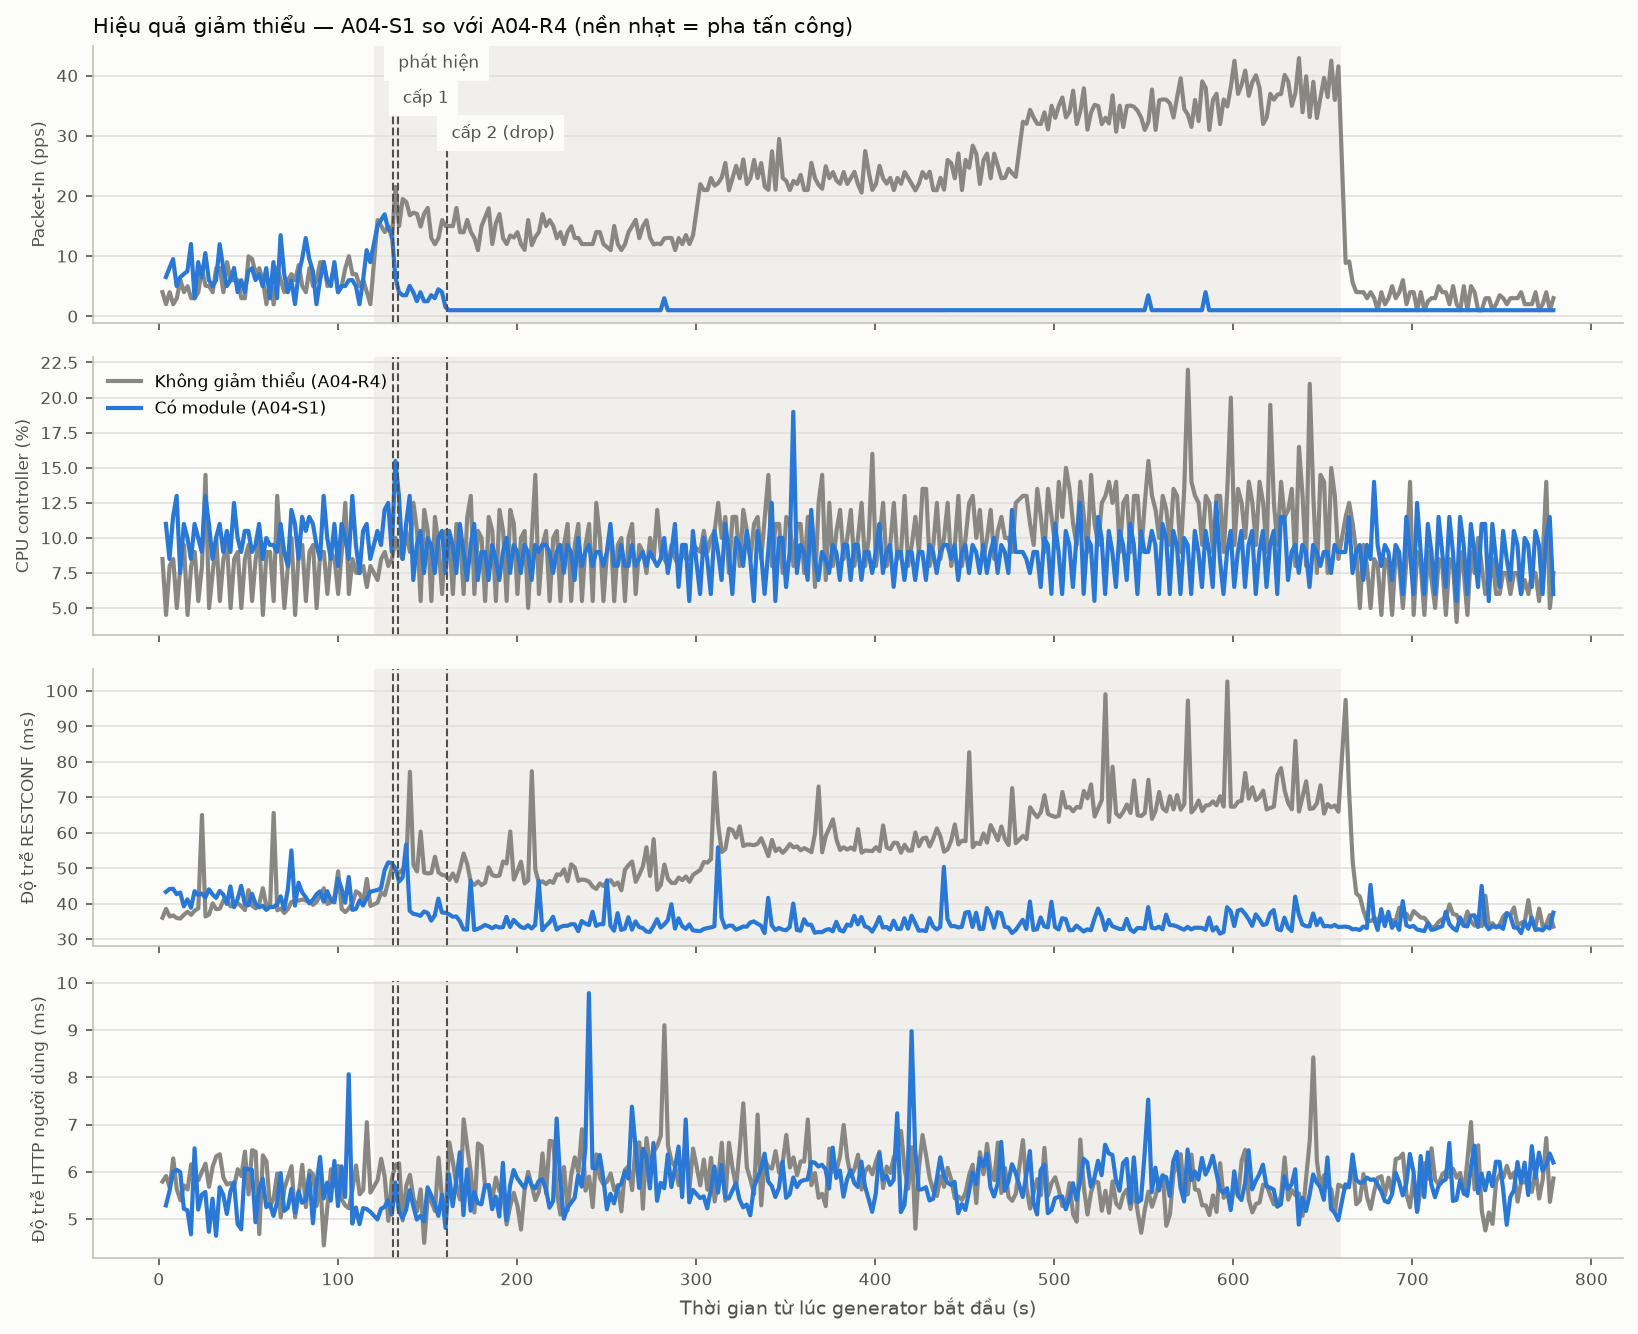 Hiệu quả giảm thiểu — A04-S1 so với A04-R4 (nền nhạt = pha tấn công)
phát hiện
cấp 1
cấp 2 (drop)
Packet-In (pps)
40
30
20
10
0
Không giảm thiểu (A04-R4)
Có module (A04-S1)
CPU controller (%)
22.5
20.0
17.5
15.0
12.5
10.0
7.5
5.0
Độ trễ RESTCONF (ms)
100
90
80
70
60
50
40
30
Độ trễ HTTP người dùng (ms)
10
9
8
7
6
5
0 100 200 300 400 500 600 700 800
Thời gian từ lúc generator bắt đầu (s)